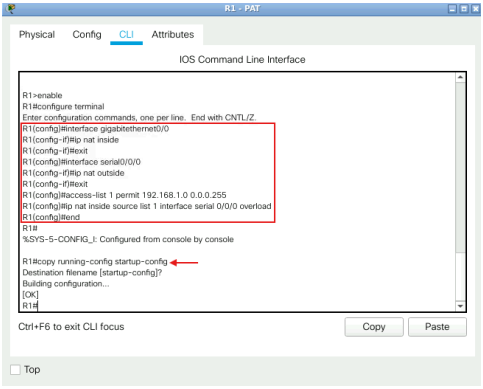 R1 - PAT
Physical Config CLI Attributes
IOS Command Line Interface
R1>enable
R1#configure terminal
Enter configuration commands, one per line. End with CNTL/Z.
R1(config)#interface gigabitethernet0/0
R1(config-if)#ip nat inside
R1(config-if)#exit
R1(config)#interface serial0/0/0
R1(config-if)#ip nat outside
R1(config-if)#exit
R1(config)#access-list 1 permit 192.168.1.0 0.0.0.255
R1(config)#ip nat inside source list 1 interface serial 0/0/0 overload
R1(config)#end
R1#
%SYS-5-CONFIG_I: Configured from console by console
R1#copy running-config startup-config
Destination filename [startup-config]?
Building configuration...
[OK]
R1#
Ctrl+F6 to exit CLI focus
Copy Paste
Top